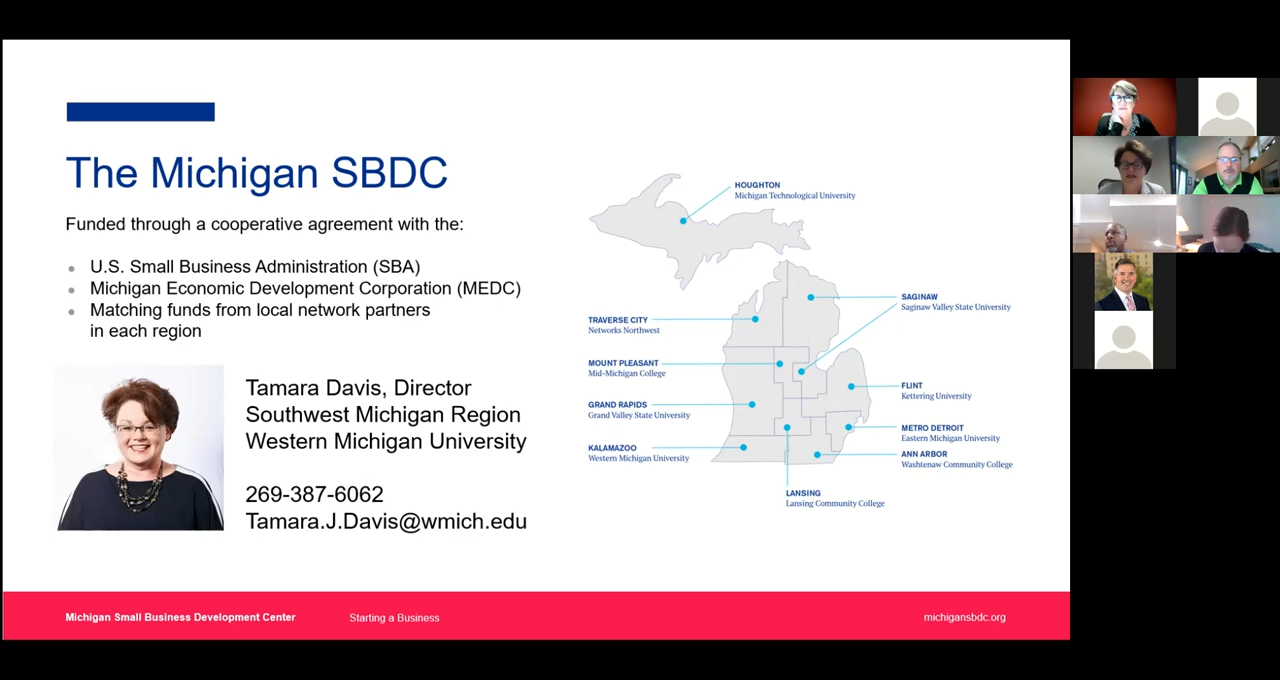 The Michigan SBDC
Funded through a cooperative agreement with the:
U.S. Small Business Administration (SBA)
Michigan Economic Development Corporation (MEDC)
Matching funds from local network partners
in each region
Tamara Davis, Director
Southwest Michigan Region
Western Michigan University
269-387-6062
Tamara.J.Davis@wmich.edu
HOUGHTON
Michigan Technological University
SAGINAW
Saginaw Valley State University
TRAVERSE CITY
Networks Northwest
MOUNT PLEASANT
Mid-Michigan College
FLINT
Kettering University
GRAND RAPIDS
Grand Valley State University
METRO DETROIT
Eastern Michigan University
KALAMAZOO
Western Michigan University
ANN ARBOR
Washtenaw Community College
LANSING
Lansing Community College
Michigan Small Business Development Center
Starting a Business
michigansbdc.org